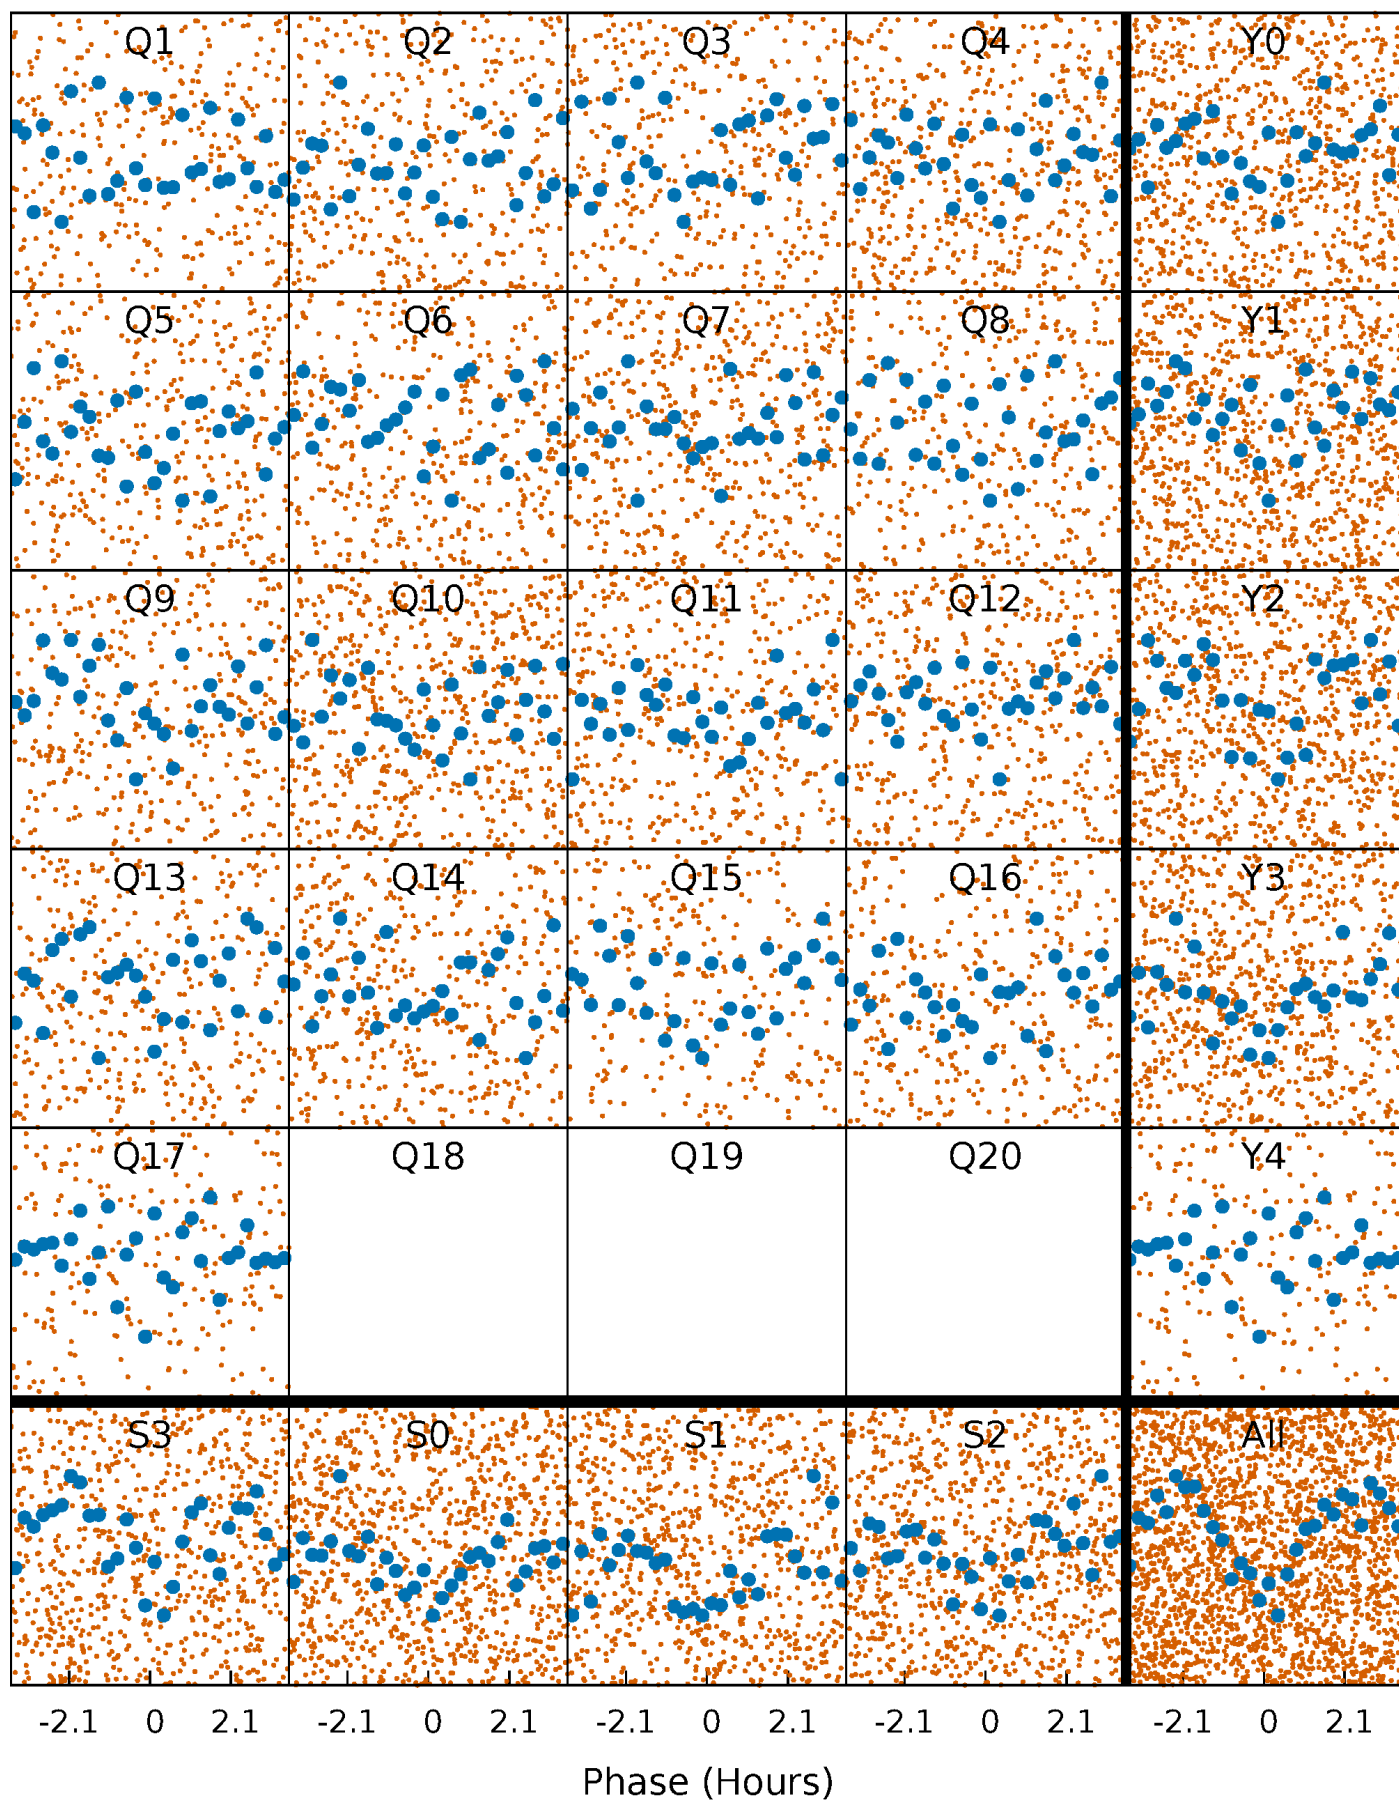 Q1 Q2 Q3 Q4 Y0
Q5 Q6 Q7 Q8 Y1
Q9 Q10 Q11 Q12 Y2
Q13 Q14 Q15 Q16 Y3
Q17 Q18 Q19 Q20 Y4
S3 S0 S1 S2 All
-2.1 0 2.1 -2.1 0 2.1 -2.1 0 2.1 -2.1 0 2.1 -2.1 0 2.1
Phase (Hours)